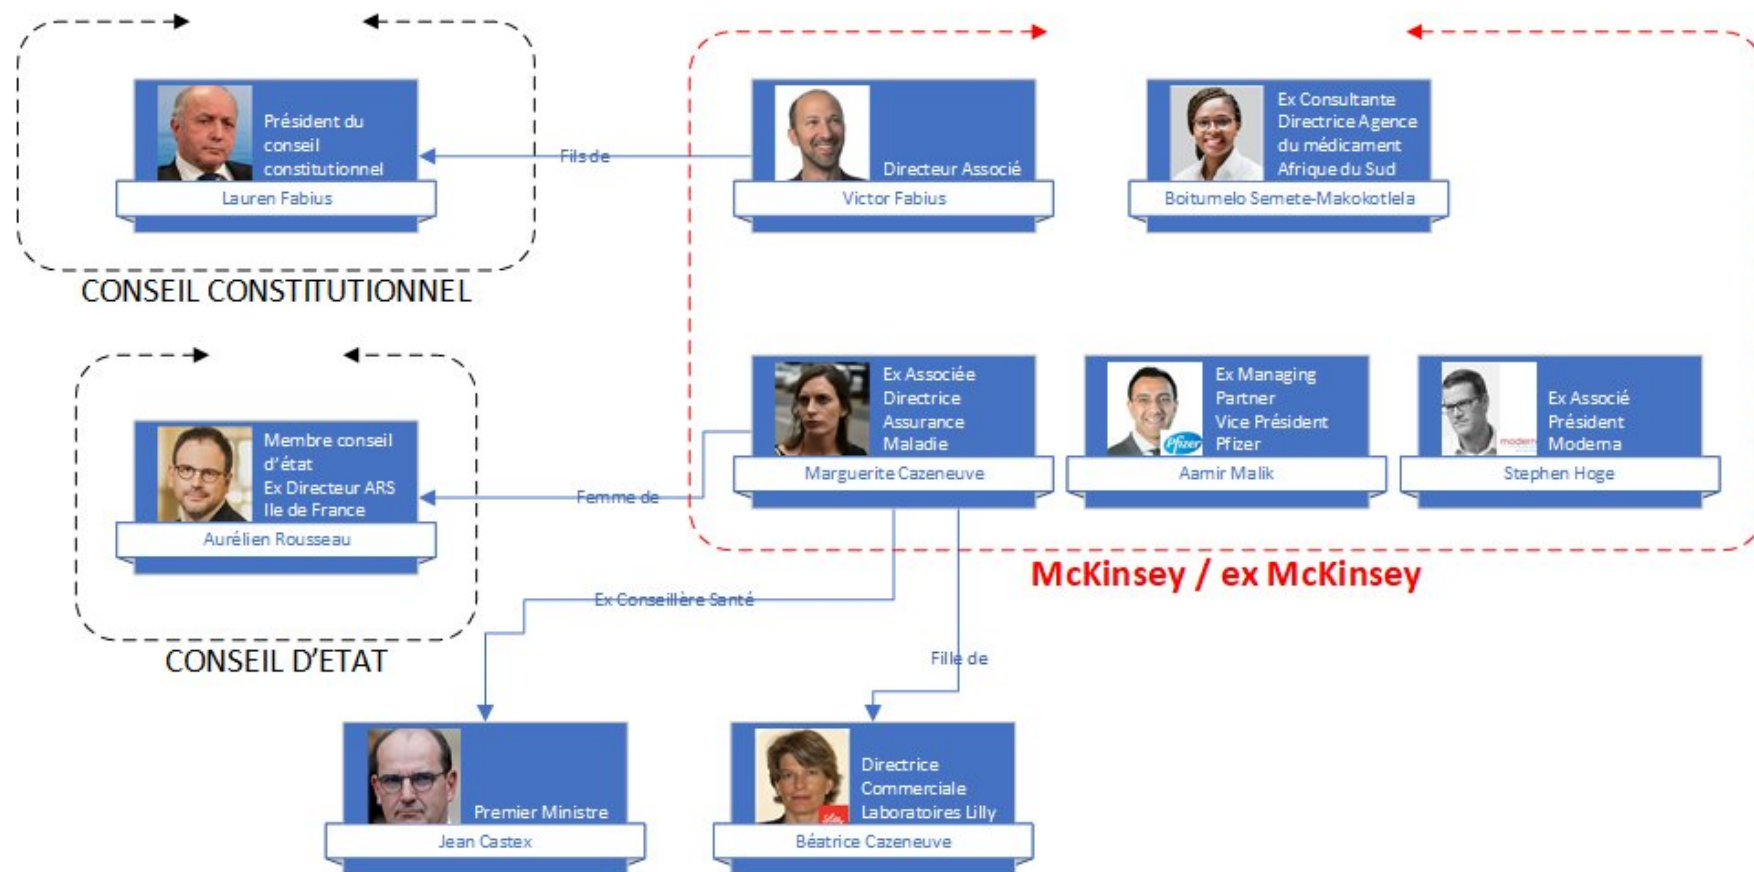 Président du
conseil
constitutionnel
Lauren Fabius
CONSEIL CONSTITUTIONNEL
Fils de
Directeur Associé
Victor Fabius
Ex Consultante
Directrice Agence
du médicament
Afrique du Sud
Boitumelo Semete-Makokotlela
Membre conseil
d'état
Ex Directeur ARS
Ile de France
Aurélien Rousseau
CONSEIL D'ETAT
Femme de
Ex Associée
Directrice
Assurance
Maladie
Marguerite Cazeneuve
Ex Managing
Partner
Vice Président
Pfizer
Pfizer
Aamir Malik
Ex Associé
Président
Moderna
moderna
Stephen Hoge
McKinsey / ex McKinsey
Ex Conseillère Santé
Fille de
Premier Ministre
Jean Castex
Directrice
Commerciale
Laboratoires Lilly
Lilly
Béatrice Cazeneuve